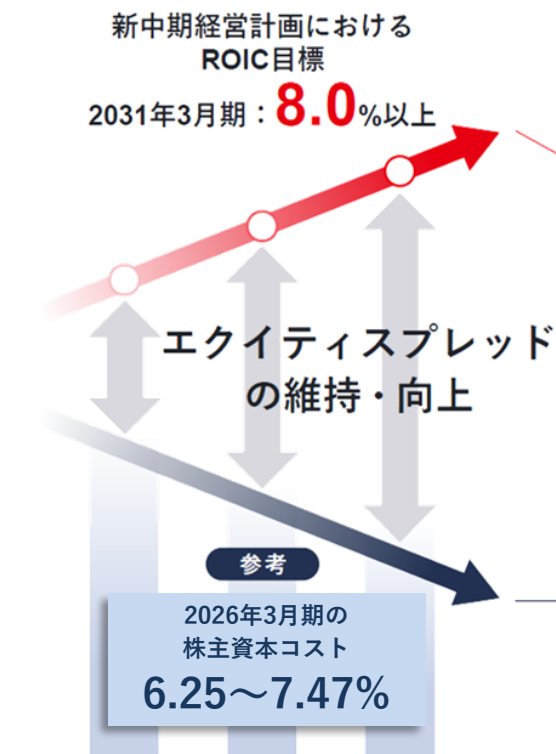 新中期経営計画における
ROIC目標
2031年3月期：8.0%以上
エクイティスプレッド
の維持・向上
参考
2026年3月期の
株主資本コスト
6.25～7.47%